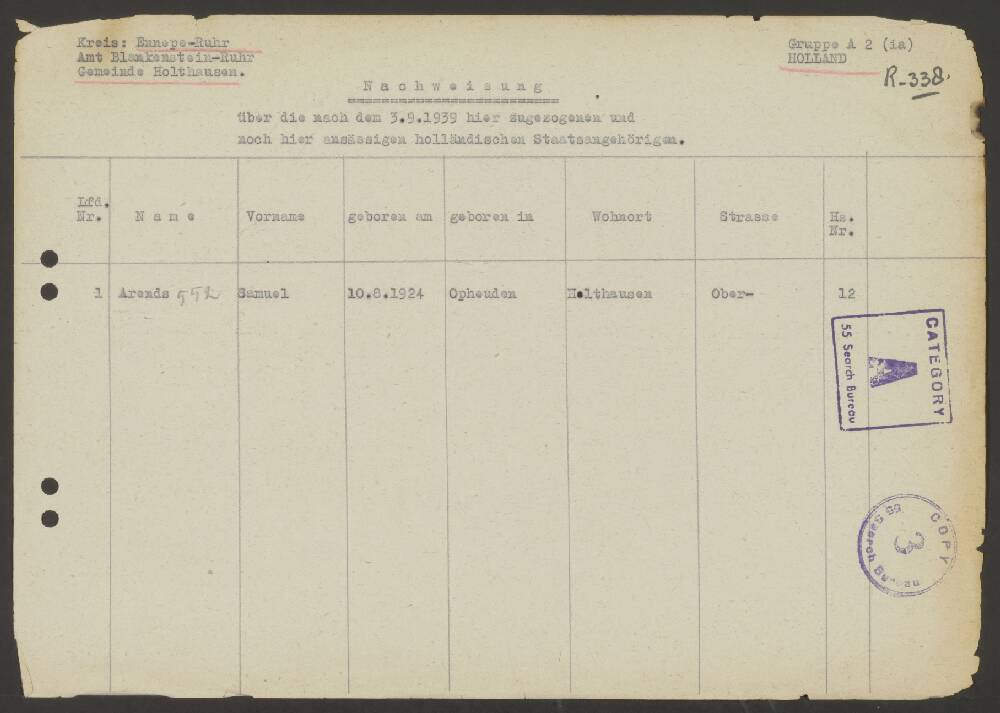 Kreis: Ennepe-Ruhr
Amt Blankenstein-Ruhr
Gemeinde Holthausen.
Gruppe A 2 (ia)
HOLLAND
R-338.
Nachweisung
über die nach dem 3.9.1939 hier zugezogenen und
noch hier ansässigen holländischen Staatsangehörigen.
Lfd. Nr. Name Vorname geboren am geboren in Wohnort Strasse Hs. Nr.
1 Arends 552 Samuel 10.8.1924 Opheuden Holthausen Ober- 12
CATEGORY
A
55 Search Bureau
COPY
3
55 Search Bureau